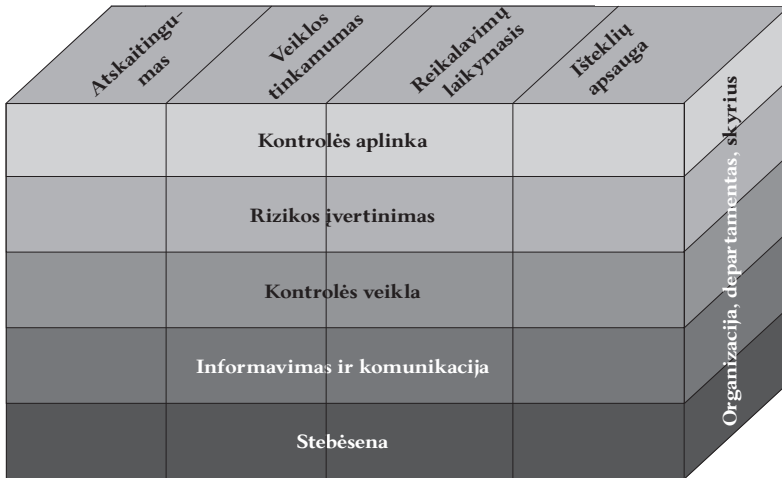 Atskaitingu-
mas
Veiklos
tinkamumas
Reikalavimų
laikymasis
Išteklių
apsauga
Kontrolės aplinka
Rizikos įvertinimas
Kontrolės veikla
Informavimas ir komunikacija
Stebėsena
Organizacija, departamentas, skyrius